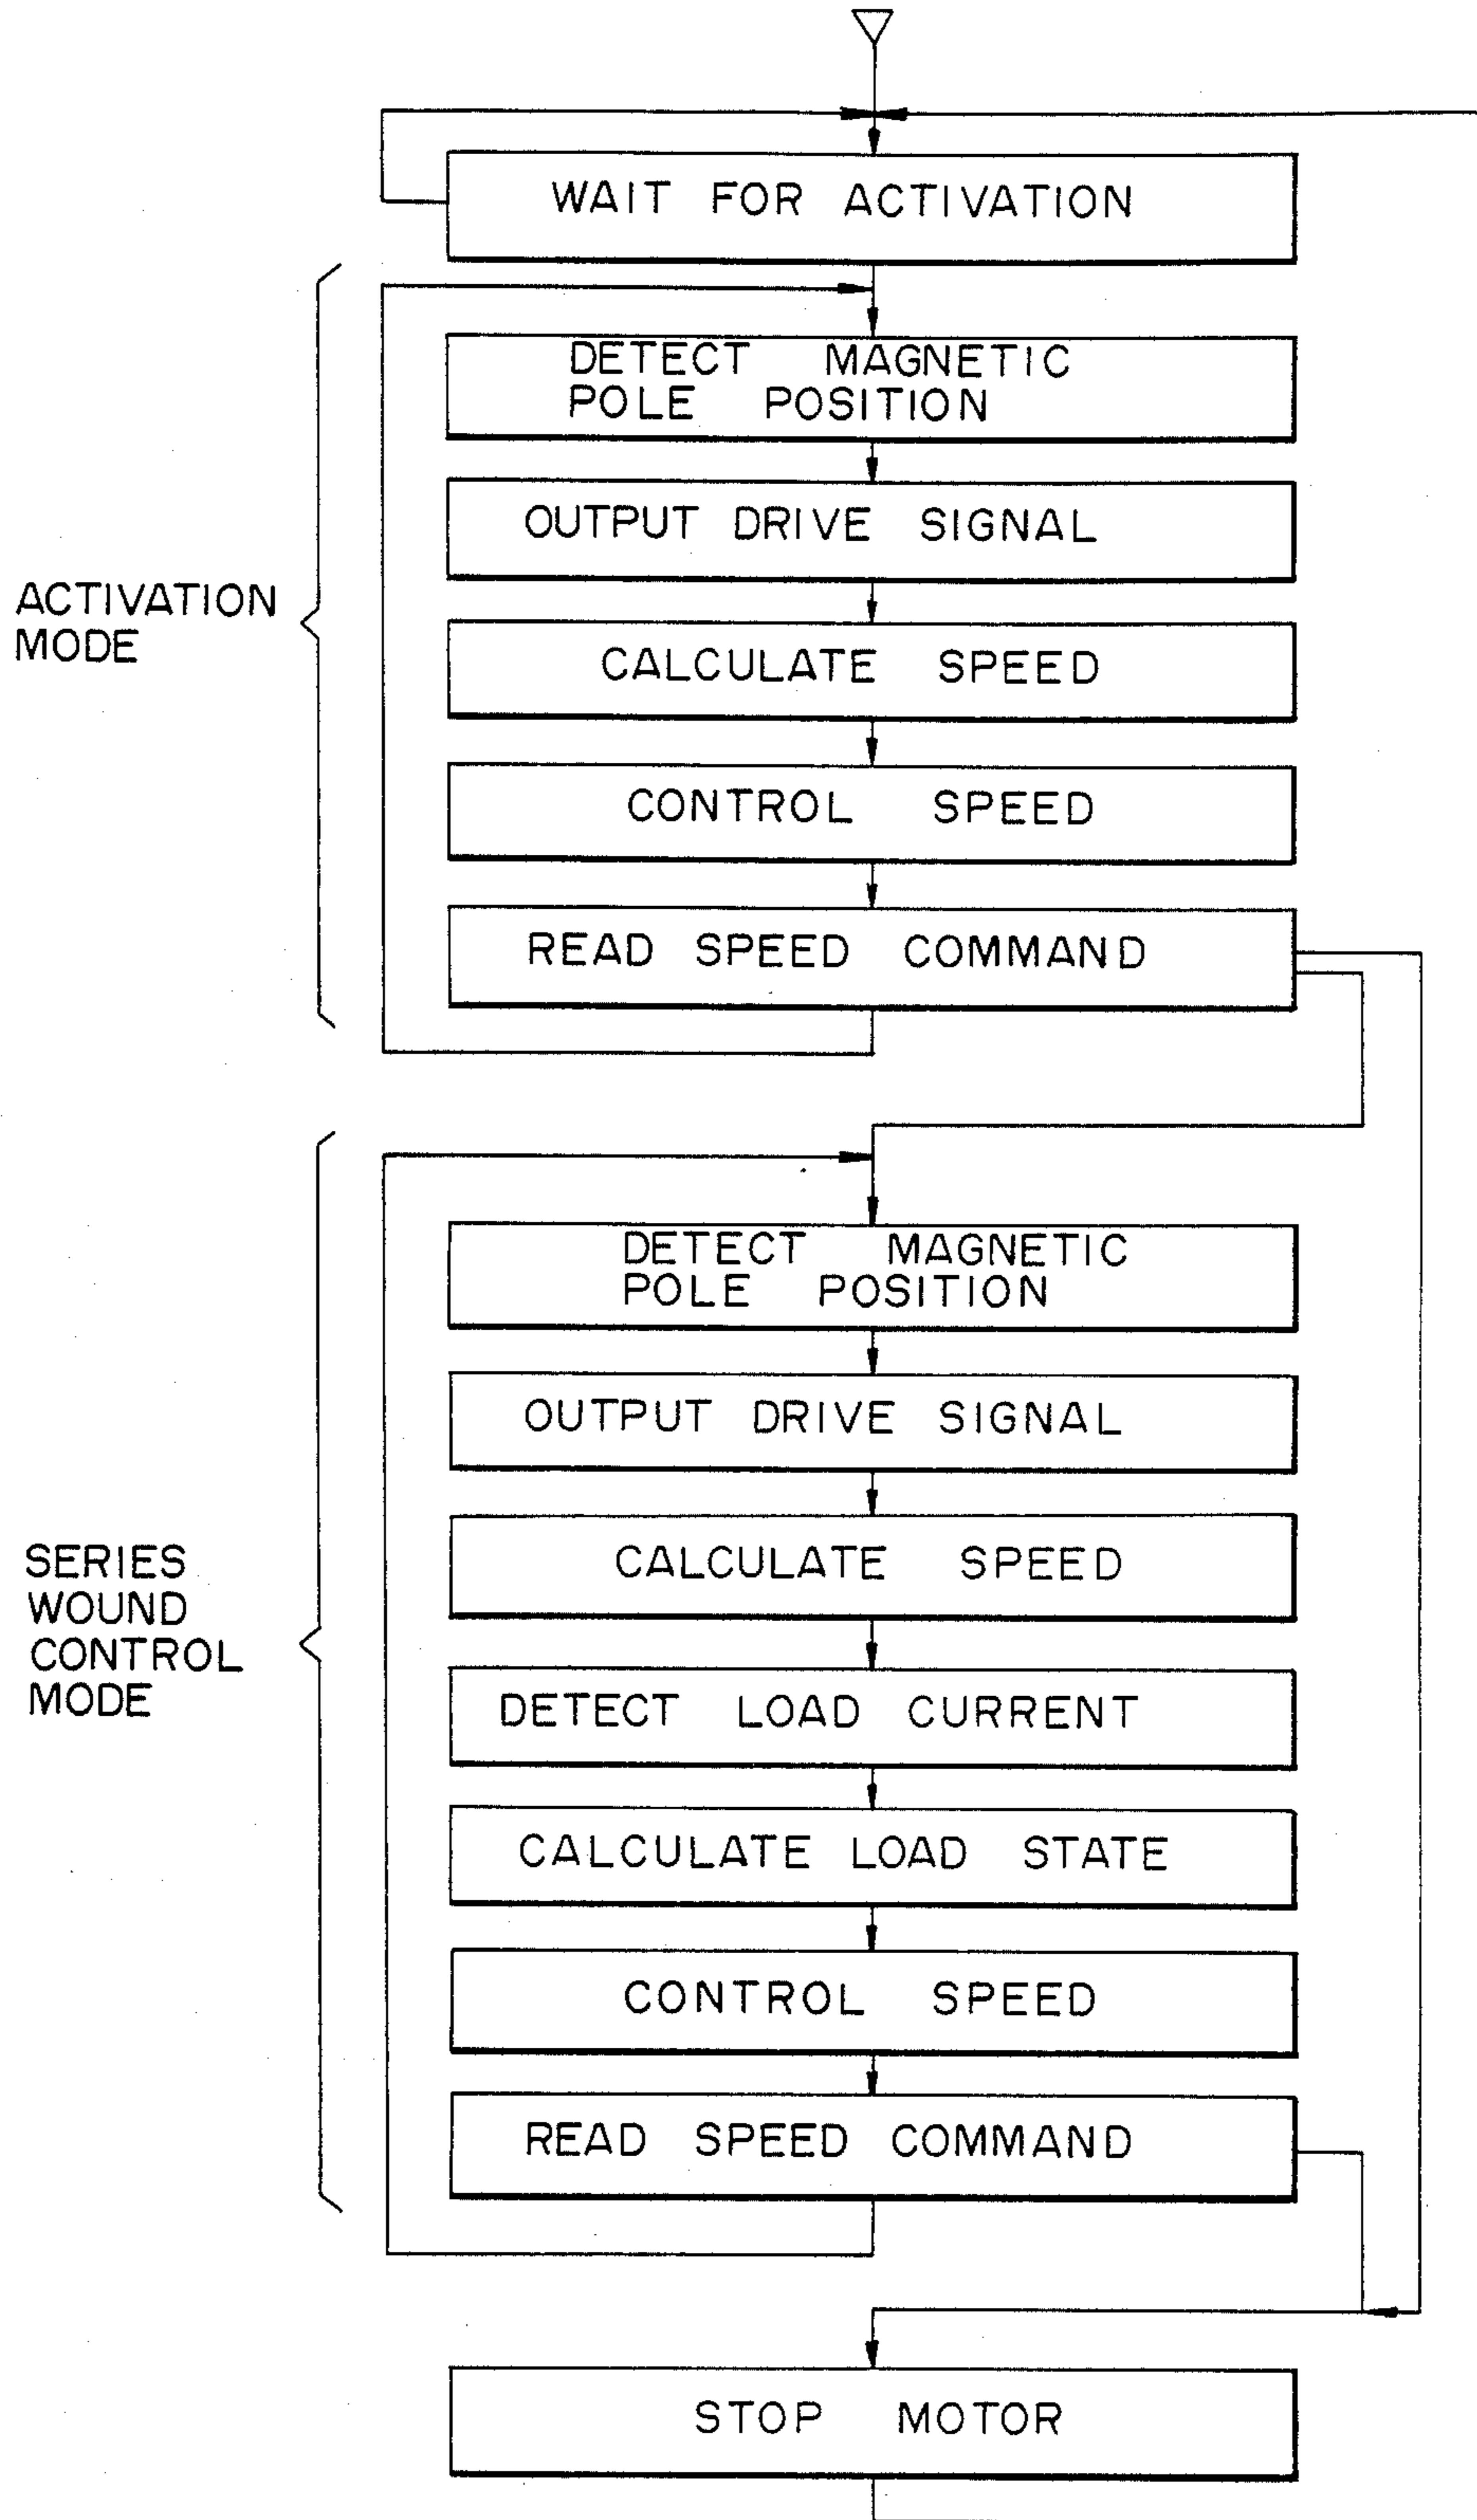 WAIT FOR ACTIVATION
DETECT MAGNETIC
POLE POSITION
OUTPUT DRIVE SIGNAL
ACTIVATION
MODE
CALCULATE SPEED
CONTROL SPEED
READ SPEED COMMAND
DETECT MAGNETIC
POLE POSITION
OUTPUT DRIVE SIGNAL
CALCULATE SPEED
SERIES
WOUND
CONTROL
MODE
DETECT LOAD CURRENT
CALCULATE LOAD STATE
CONTROL SPEED
READ SPEED COMMAND
STOP MOTOR